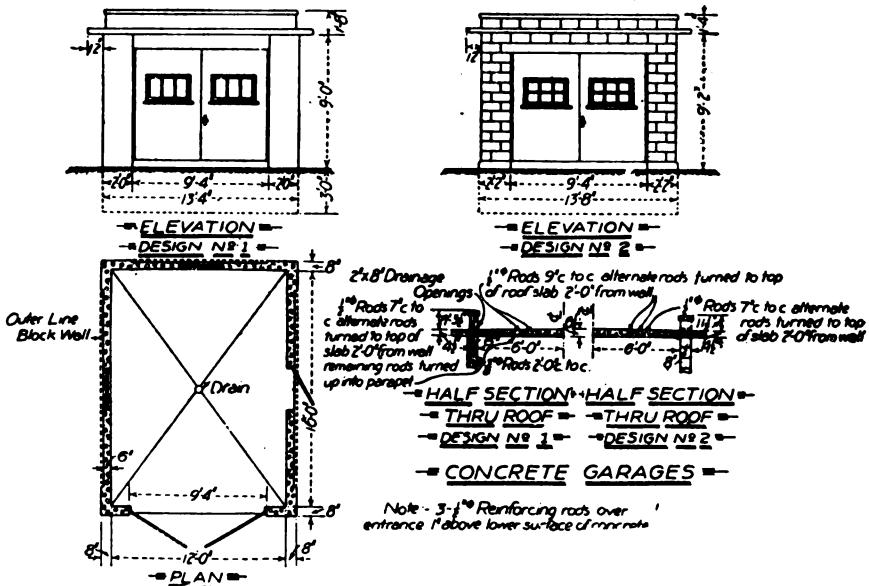 1'-8"
12"
9'-0"
3'-0"
2'0" 9'-4" 2'0"
13'-4"
ELEVATION
DESIGN Nº 1
12"
9'-2"
2'2" 9'-4" 2'2"
13'-8"
ELEVATION
DESIGN Nº 2
8"
Outer Line
Block Wall
Drain
16'-0"
6"
9'-4"
8"
8" 12'-0" 8"
PLAN
2"x8" Drainage
Openings
Rods 7"c to
c alternate rods
turned to top of
slab 2'-0" from wall
remaining rods turned
up into parapet
Rods 9"c to c alternate rods turned to top
of roof slab 2'-0" from wall
Rods 7"c to c alternate
rods turned to top
of slab 2'-0" from wall
6'-0"
6'-0"
8"
Rods 2'-0"c to c.
HALF SECTION
THRU ROOF
DESIGN Nº 1
HALF SECTION
THRU ROOF
DESIGN Nº 2
CONCRETE GARAGES
Note:- 3- Reinforcing rods over
entrance 1" above lower surface of concrete